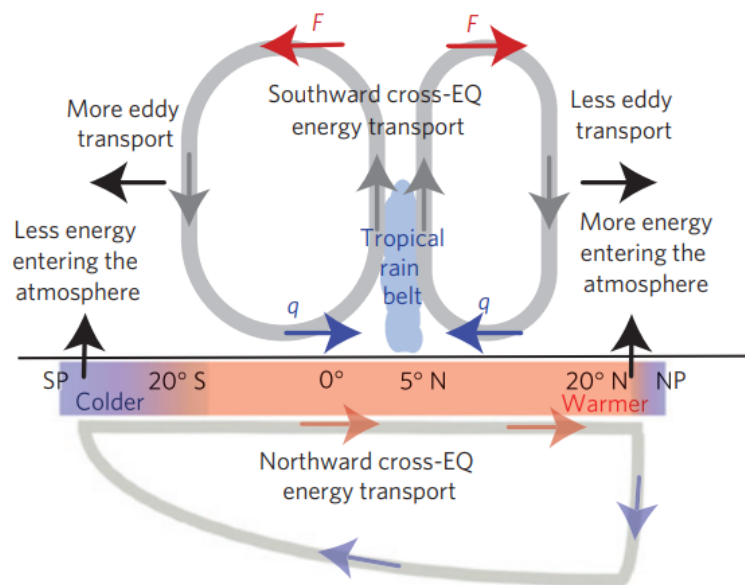 F
F
Southward cross-EQ
energy transport
More eddy
transport
Less eddy
transport
Less energy
entering the
atmosphere
More energy
entering the
atmosphere
Tropical
rain
belt
q
q
SP
20° S
0°
5° N
20° N
NP
Colder
Warmer
Northward cross-EQ
energy transport